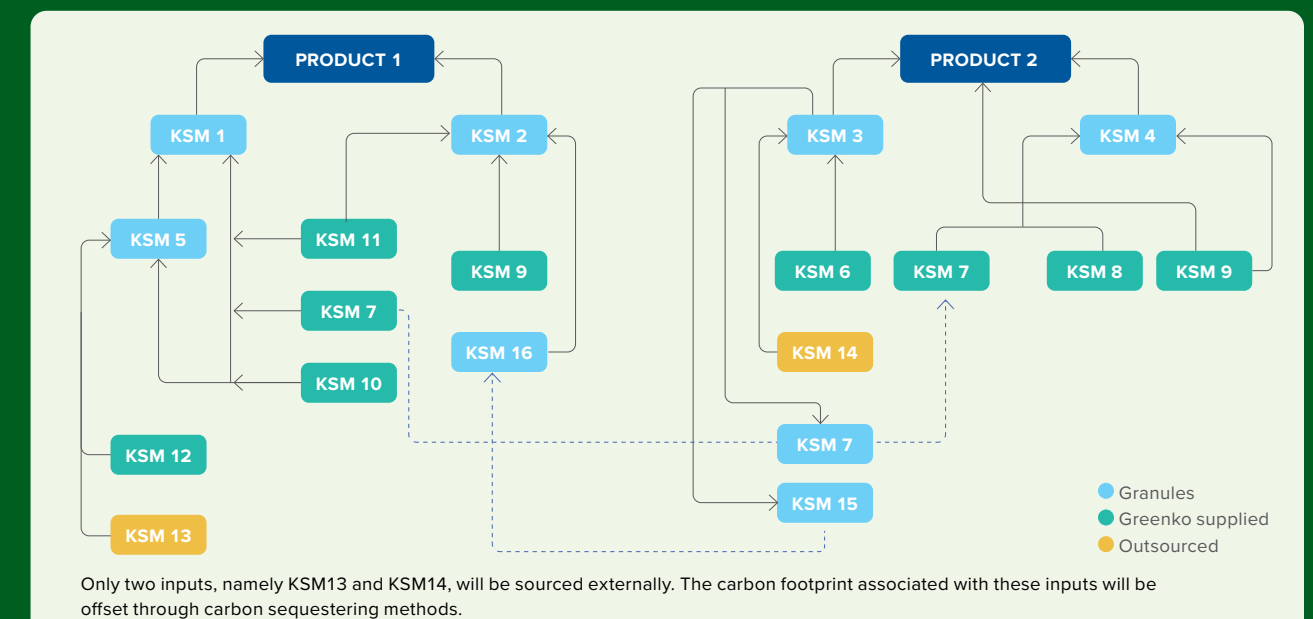 PRODUCT 1
PRODUCT 2
KSM 1
KSM 2
KSM 3
KSM 4
KSM 5
KSM 11
KSM 9
KSM 6
KSM 7
KSM 8
KSM 9
KSM 7
KSM 16
KSM 14
KSM 10
KSM 12
KSM 7
KSM 15
KSM 13
Granules
Greenko supplied
Outsourced
Only two inputs, namely KSM13 and KSM14, will be sourced externally. The carbon footprint associated with these inputs will be
offset through carbon sequestering methods.